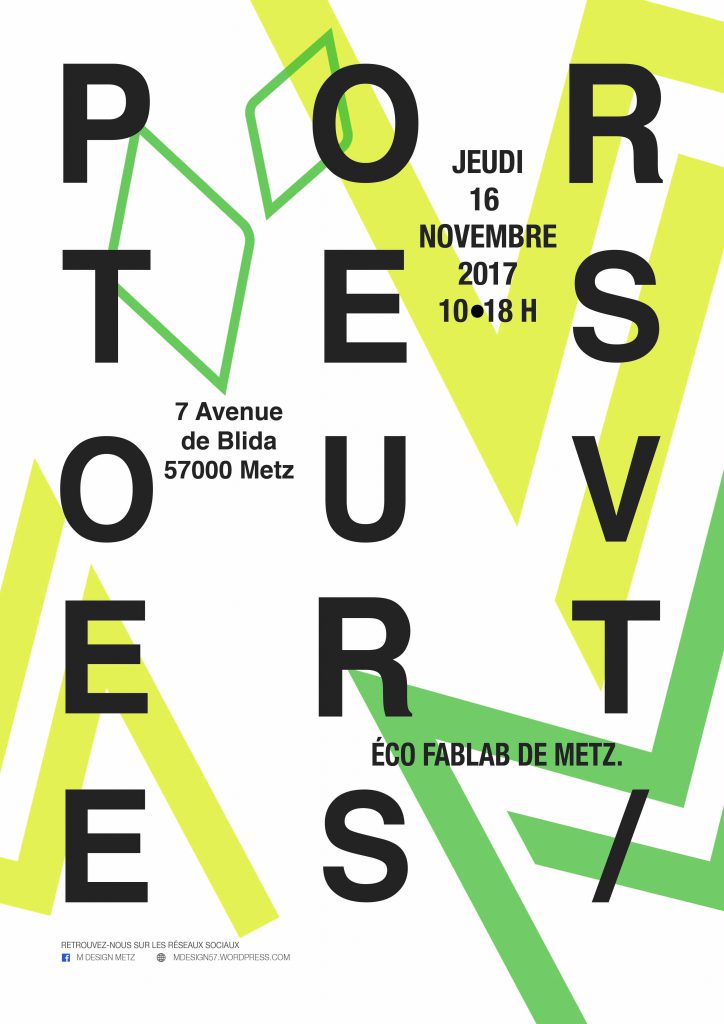 P O R
T E S
O U V
E R T
E S /
JEUDI
16
NOVEMBRE
2017
10•18 H
7 Avenue
de Blida
57000 Metz
ÉCO FABLAB DE METZ.
RETROUVEZ-NOUS SUR LES RÉSEAUX SOCIAUX
M DESIGN METZ MDESIGN57.WORDPRESS.COM